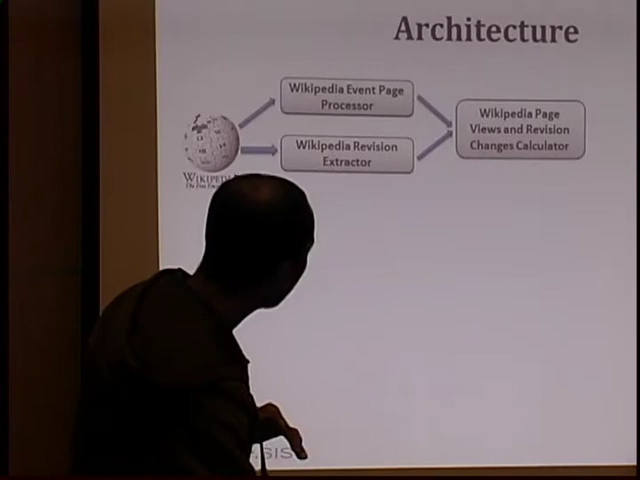 Architecture
Wikipedia Event Page
Processor
Wikipedia Revision
Extractor
Wikipedia Page
Views and Revision
Changes Calculator